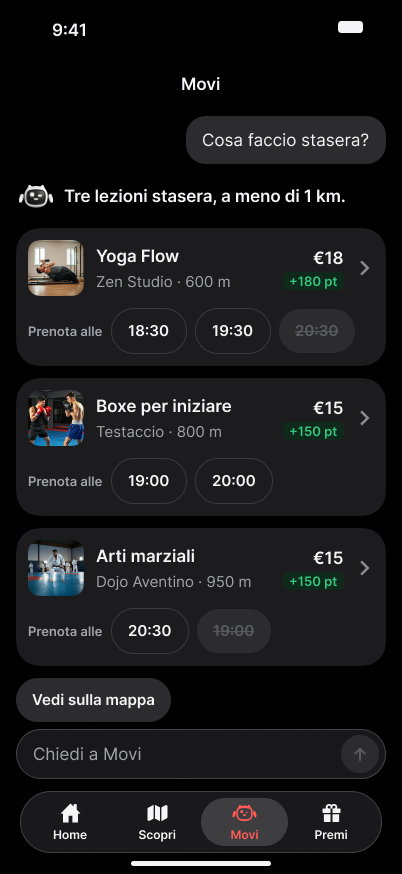 9:41
Movi
Cosa faccio stasera?
Tre lezioni stasera, a meno di 1 km.
Yoga Flow
€18
Zen Studio · 600 m
+180 pt
Prenota alle
18:30
19:30
20:30
Boxe per iniziare
€15
Testaccio · 800 m
+150 pt
Prenota alle
19:00
20:00
Arti marziali
€15
Dojo Aventino · 950 m
+150 pt
Prenota alle
20:30
19:00
Vedi sulla mappa
Chiedi a Movi
Home
Scopri
Movi
Premi